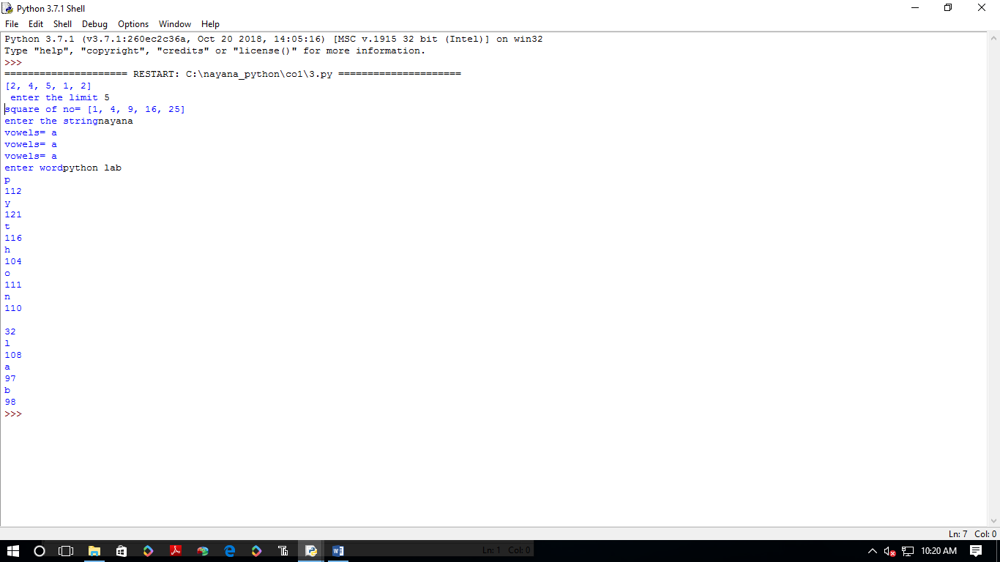 Python 3.7.1 Shell
File Edit Shell Debug Options Window Help
Python 3.7.1 (v3.7.1:260ec2c36a, Oct 20 2018, 14:05:16) [MSC v.1915 32 bit (Intel)] on win32
Type "help", "copyright", "credits" or "license()" for more information.
>>>
===================== RESTART: C:\nayana_python\co1\3.py =====================
[2, 4, 5, 1, 2]
 enter the limit 5
square of no= [1, 4, 9, 16, 25]
enter the stringnayana
vowels= a
vowels= a
vowels= a
enter wordpython lab
p
112
y
121
t
116
h
104
o
111
n
110

32
l
108
a
97
b
98
>>>
Ln: 7 Col: 0
Ln: 1 Col: 0
10:20 AM